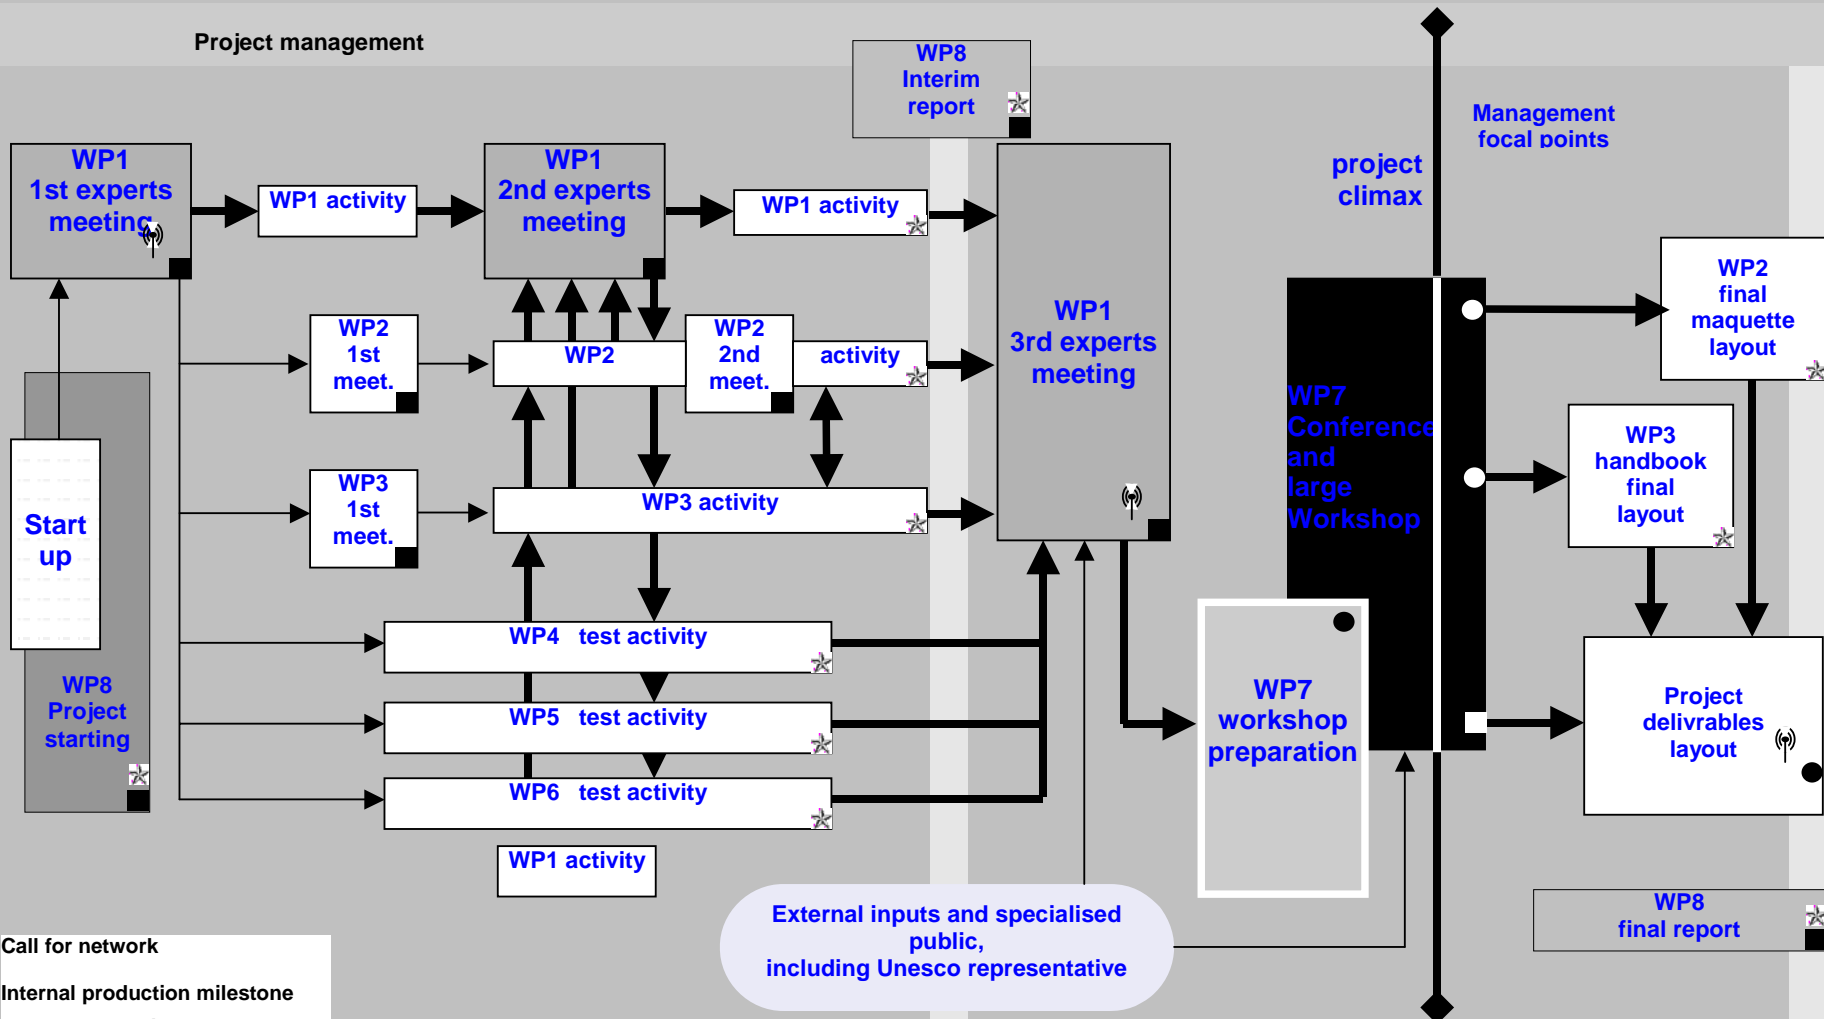 Project management
WP8
Interim
report
Management
focal points
project
climax
WP1
1st experts
meeting
WP1 activity
WP1
2nd experts
meeting
WP1 activity
WP1
3rd experts
meeting
WP2
1st
meet.
WP2
WP2
2nd
meet.
activity
WP3
1st
meet.
WP3 activity
Start
up
WP8
Project
starting
WP4 test activity
WP5 test activity
WP6 test activity
WP1 activity
WP7
Conference
and
large
Workshop
WP7
workshop
preparation
WP2
final
maquette
layout
WP3
handbook
final
layout
Project
delivrables
layout
WP8
final report
External inputs and specialised
public,
including Unesco representative
Call for network
Internal production milestone